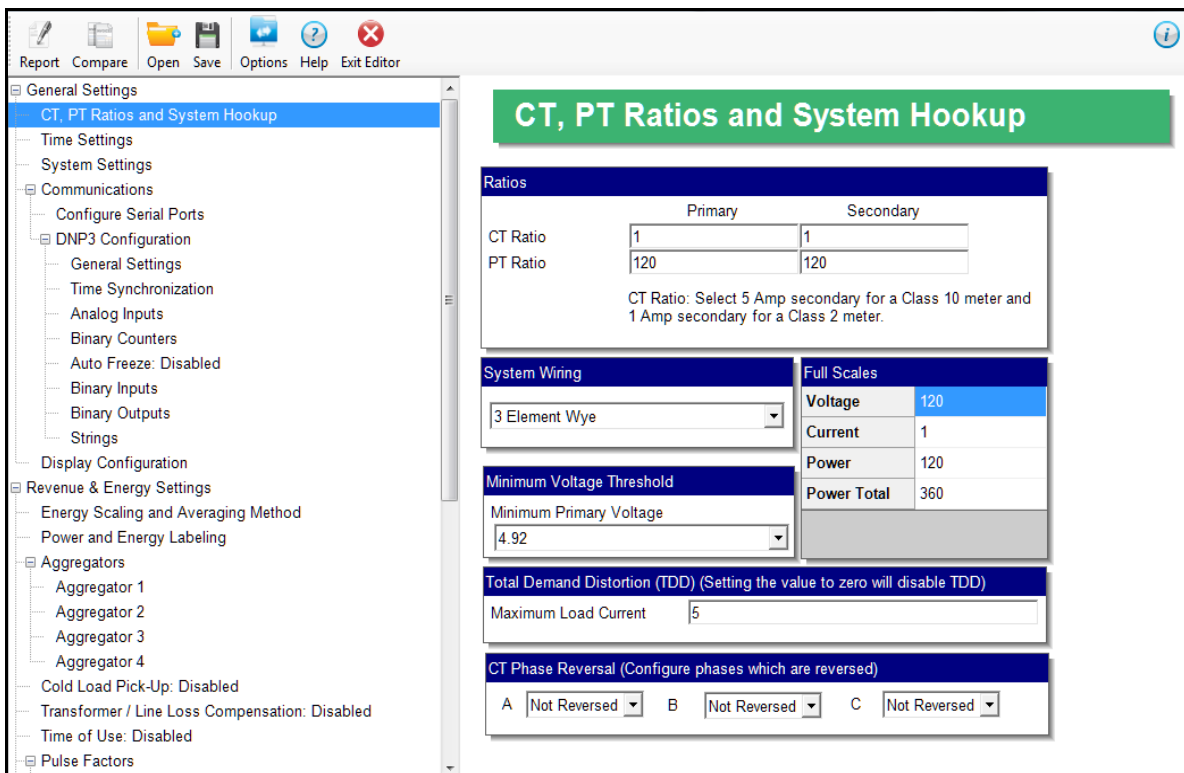 Report Compare Open Save Options Help Exit Editor
General Settings
CT, PT Ratios and System Hookup
Time Settings
System Settings
Communications
Configure Serial Ports
DNP3 Configuration
General Settings
Time Synchronization
Analog Inputs
Binary Counters
Auto Freeze: Disabled
Binary Inputs
Binary Outputs
Strings
Display Configuration
Revenue & Energy Settings
Energy Scaling and Averaging Method
Power and Energy Labeling
Aggregators
Aggregator 1
Aggregator 2
Aggregator 3
Aggregator 4
Cold Load Pick-Up: Disabled
Transformer / Line Loss Compensation: Disabled
Time of Use: Disabled
Pulse Factors
CT, PT Ratios and System Hookup
Ratios
Primary Secondary
CT Ratio 1 1
PT Ratio 120 120
CT Ratio: Select 5 Amp secondary for a Class 10 meter and
1 Amp secondary for a Class 2 meter.
System Wiring
3 Element Wye
Full Scales
Voltage 120
Current 1
Power 120
Power Total 360
Minimum Voltage Threshold
Minimum Primary Voltage
4.92
Total Demand Distortion (TDD) (Setting the value to zero will disable TDD)
Maximum Load Current 5
CT Phase Reversal (Configure phases which are reversed)
A Not Reversed B Not Reversed C Not Reversed